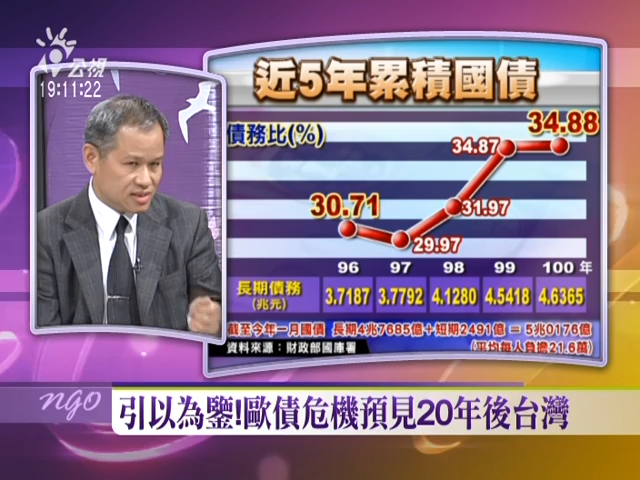 公視
19:11:22
近5年累積國債
債務比(%)
30.71
29.97
31.97
34.87
34.88
96 97 98 99 100 年
長期債務
(兆元)
3.7187 3.7792 4.1280 4.5418 4.6365
截至今年一月國債 長期4兆7685億+短期2491億 = 5兆0176億
資料來源：財政部國庫署
(平均每人負擔21.6萬)
ngo
引以為鑒!歐債危機預見20年後台灣